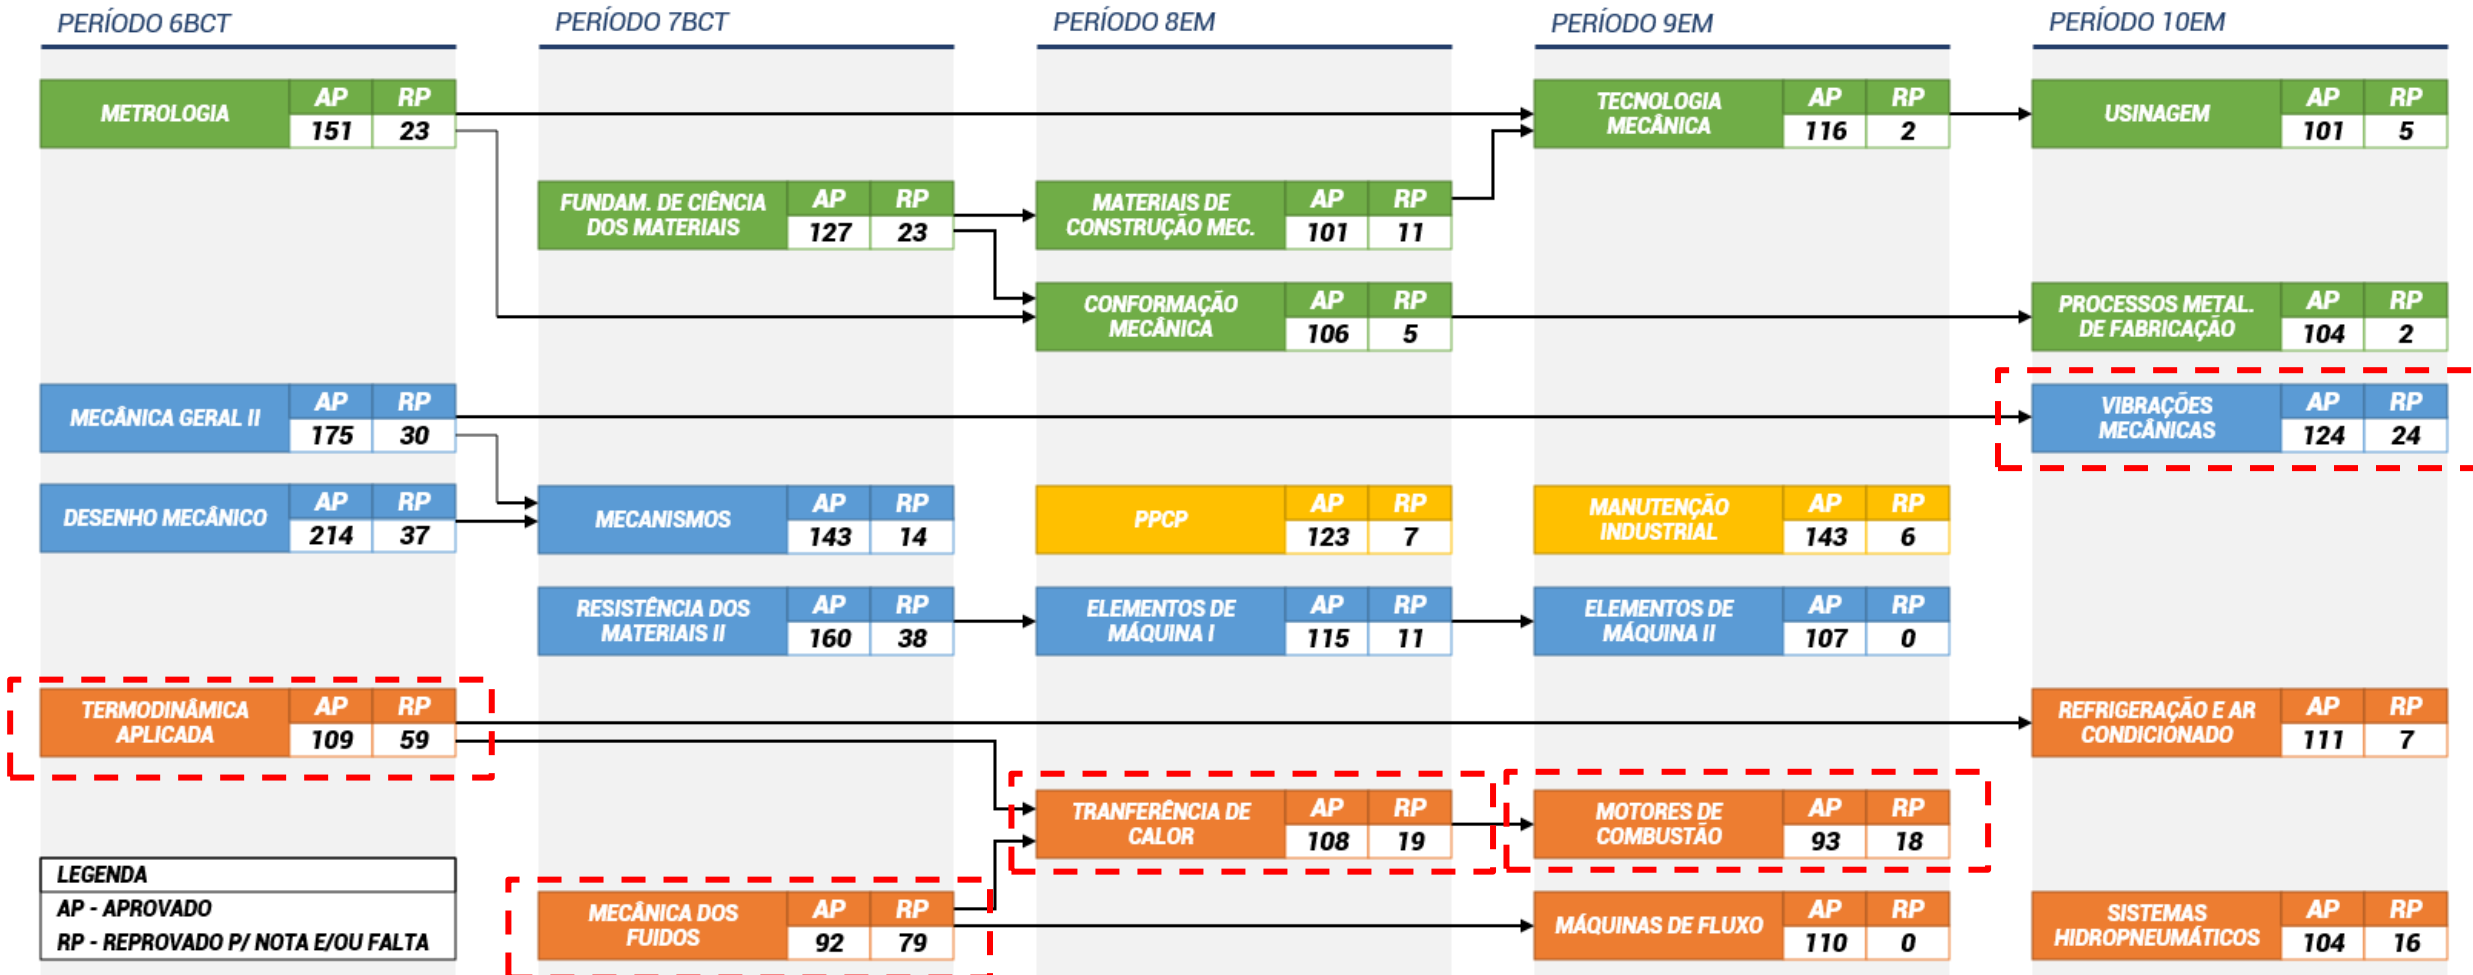 PERÍODO 6BCT
PERÍODO 7BCT
PERÍODO 8EM
PERÍODO 9EM
PERÍODO 10EM
METROLOGIA
AP RP
151 23
TECNOLOGIA
MECÂNICA
AP RP
116 2
USINAGEM
AP RP
101 5
FUNDAM. DE CIÊNCIA
DOS MATERIAIS
AP RP
127 23
MATERIAIS DE
CONSTRUÇÃO MEC.
AP RP
101 11
CONFORMAÇÃO
MECÂNICA
AP RP
106 5
PROCESSOS METAL.
DE FABRICAÇÃO
AP RP
104 2
MECÂNICA GERAL II
AP RP
175 30
VIBRAÇÕES
MECÂNICAS
AP RP
124 24
DESENHO MECÂNICO
AP RP
214 37
MECANISMOS
AP RP
143 14
PPCP
AP RP
123 7
MANUTENÇÃO
INDUSTRIAL
AP RP
143 6
RESISTÊNCIA DOS
MATERIAIS II
AP RP
160 38
ELEMENTOS DE
MÁQUINA I
AP RP
115 11
ELEMENTOS DE
MÁQUINA II
AP RP
107 0
TERMODINÂMICA
APLICADA
AP RP
109 59
REFRIGERAÇÃO E AR
CONDICIONADO
AP RP
111 7
TRANFERÊNCIA DE
CALOR
AP RP
108 19
MOTORES DE
COMBUSTÃO
AP RP
93 18
MECÂNICA DOS
FUIDOS
AP RP
92 79
MÁQUINAS DE FLUXO
AP RP
110 0
SISTEMAS
HIDROPNEUMÁTICOS
AP RP
104 16
LEGENDA
AP - APROVADO
RP - REPROVADO P/ NOTA E/OU FALTA